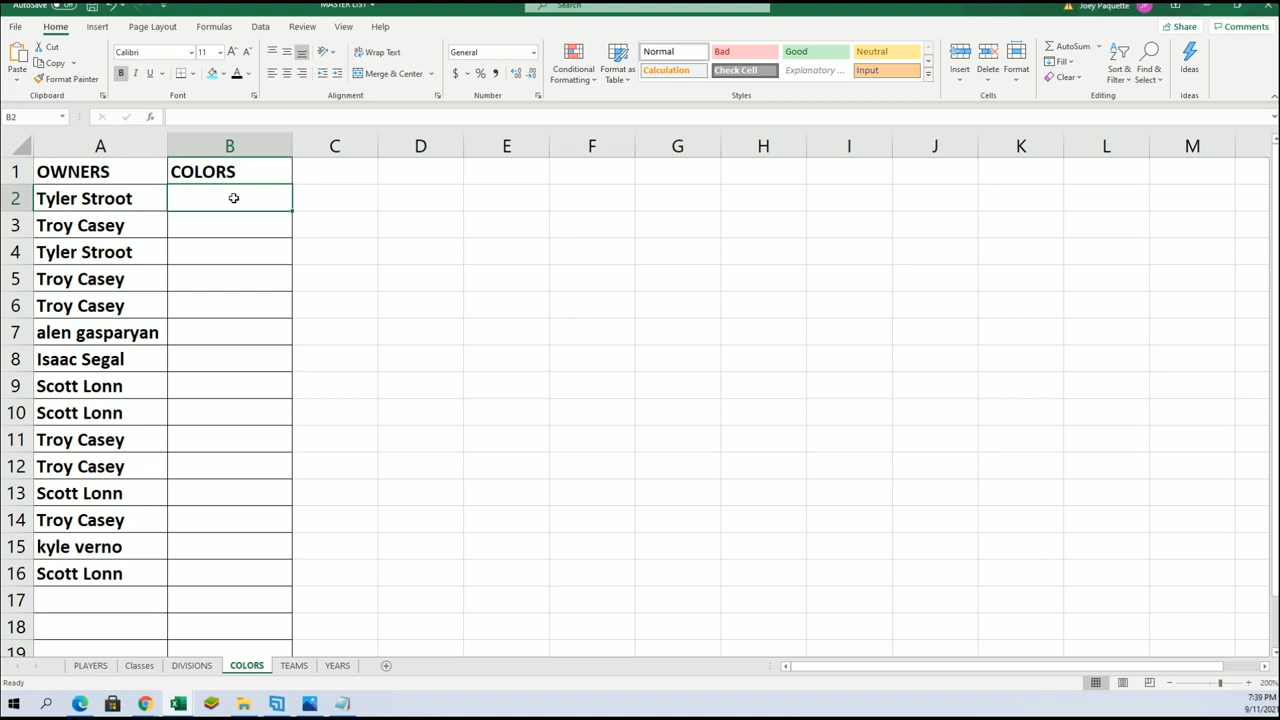 AutoSave Off MASTER LIST Search Joey Paquette JP
File Home Insert Page Layout Formulas Data Review View Help Share Comments
Paste Cut Copy Format Painter Clipboard
Calibri 11 A A B I U A Font
Wrap Text Merge & Center Alignment
General $ % Number
Conditional Formatting Format as Table
Normal Bad Good Neutral
Calculation Check Cell Explanatory ... Input
Styles
Insert Delete Format Cells
AutoSum Fill Clear Sort & Filter Find & Select Editing
Ideas Ideas
B2 fx
A B C D E F G H I J K L M
1 OWNERS COLORS
2 Tyler Stroot
3 Troy Casey
4 Tyler Stroot
5 Troy Casey
6 Troy Casey
7 alen gasparyan
8 Isaac Segal
9 Scott Lonn
10 Scott Lonn
11 Troy Casey
12 Troy Casey
13 Scott Lonn
14 Troy Casey
15 kyle verno
16 Scott Lonn
17
18
19
PLAYERS Classes DIVISIONS COLORS TEAMS YEARS
Ready 200%
7:39 PM